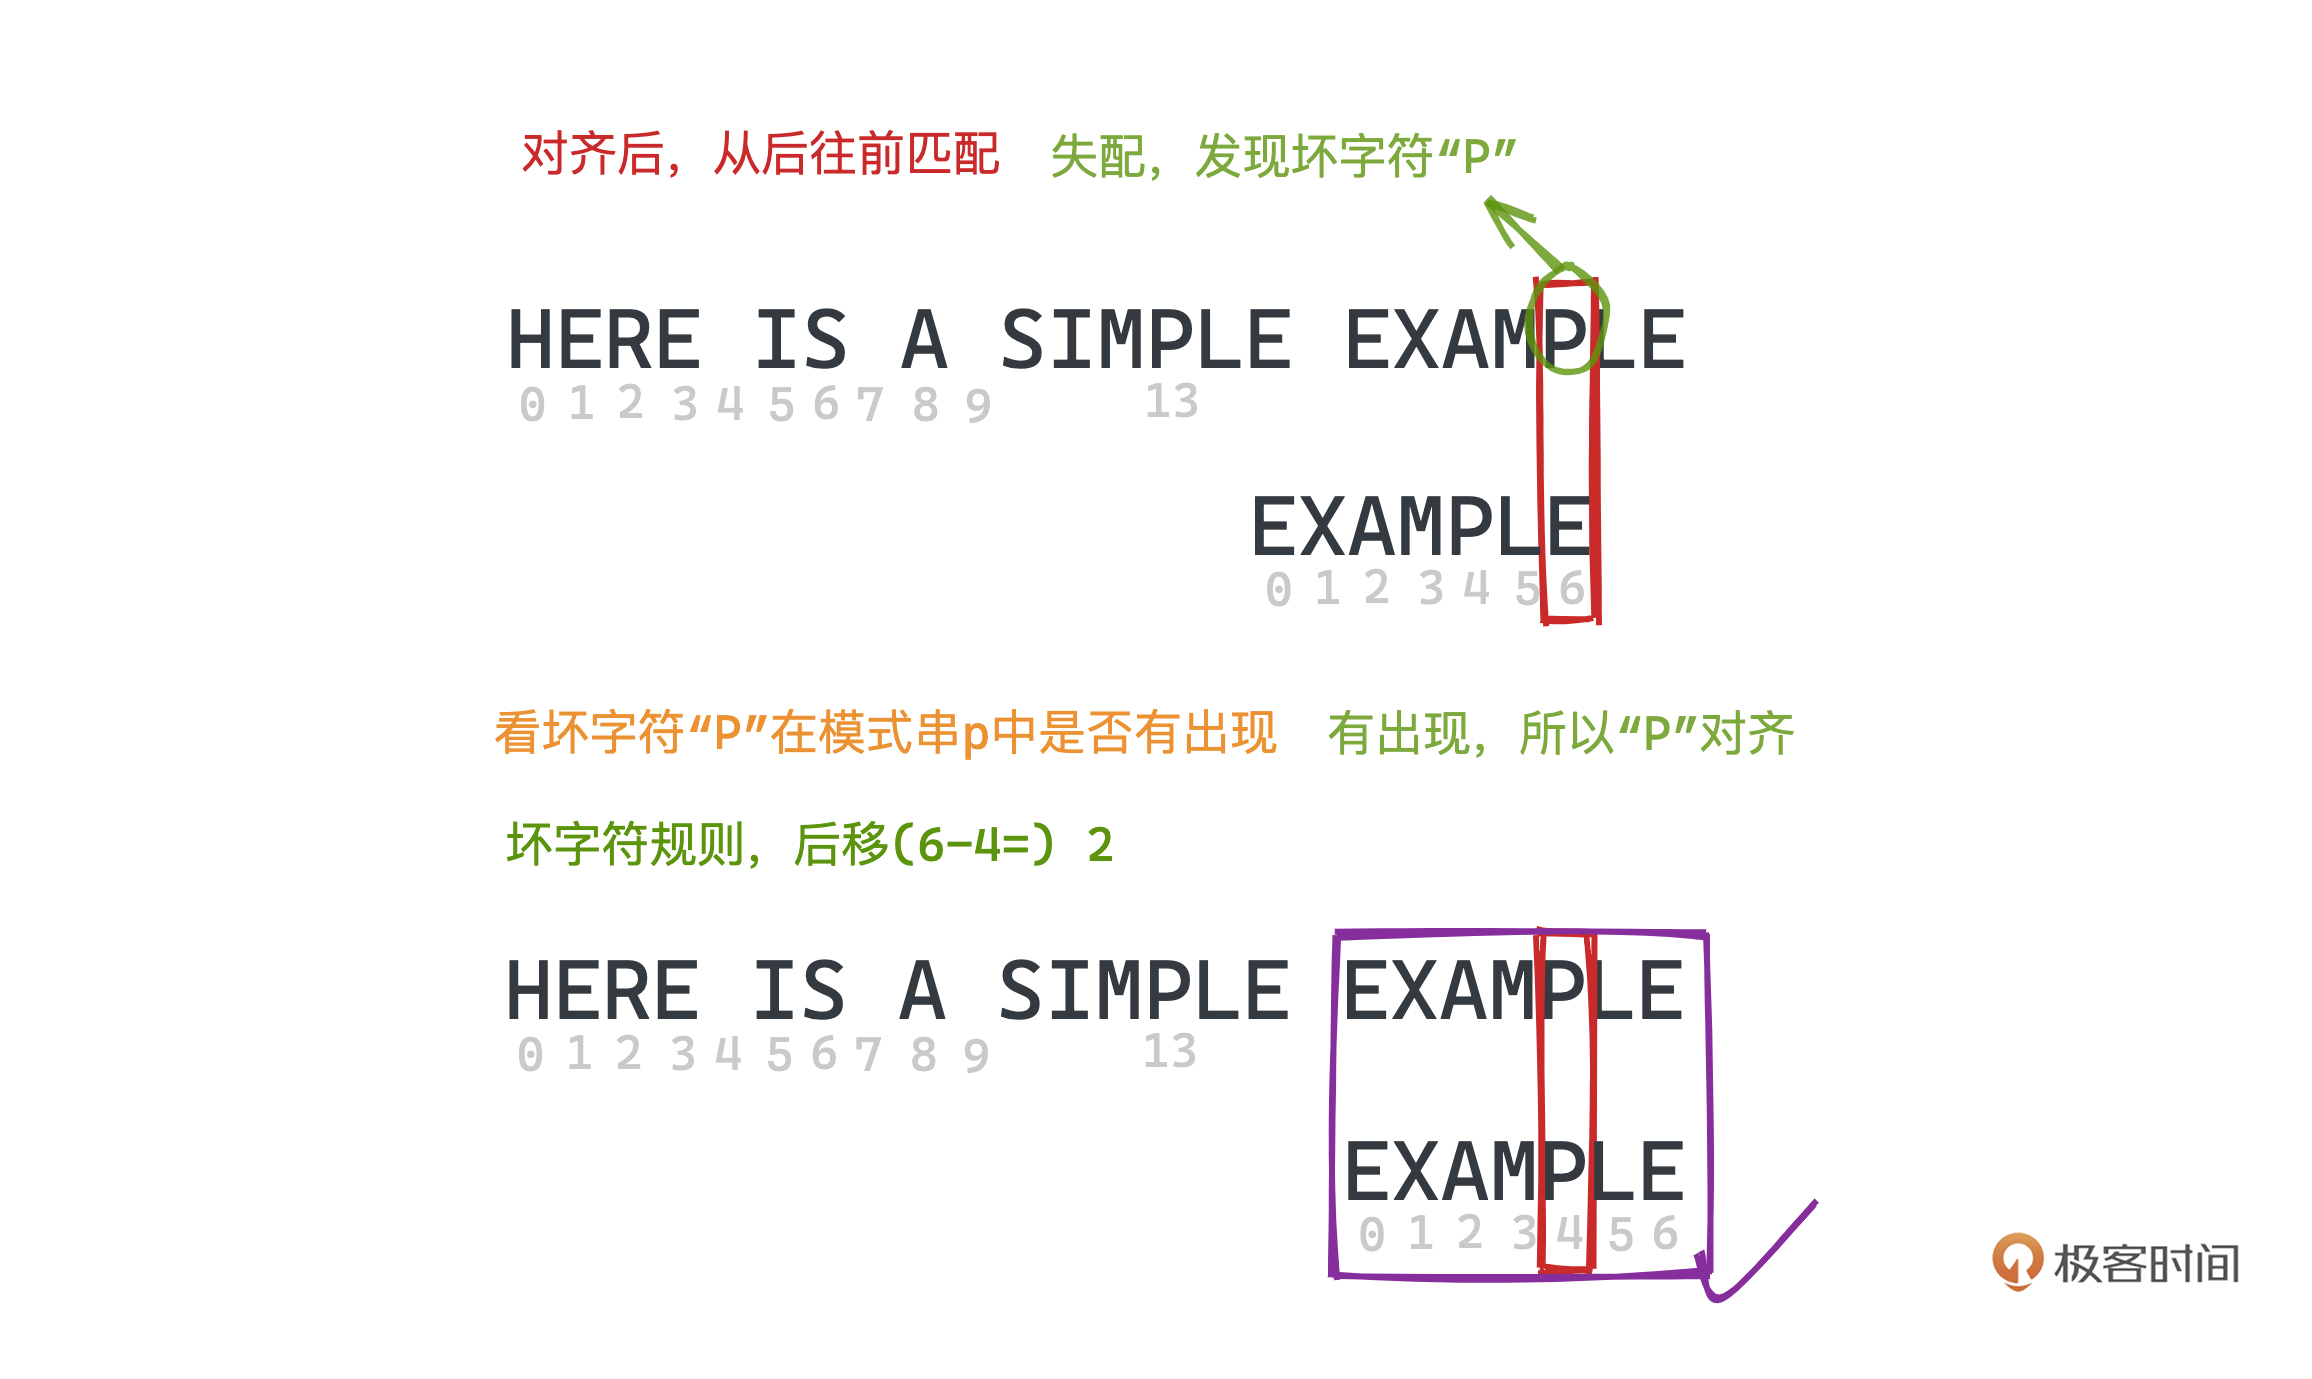 对齐后，从后往前匹配 失配，发现坏字符“P”
HERE IS A SIMPLE EXAMPLE
0 1 2 3 4 5 6 7 8 9 13
EXAMPLE
0 1 2 3 4 5 6
看坏字符“P”在模式串p中是否有出现 有出现，所以“P”对齐
坏字符规则，后移(6-4=) 2
HERE IS A SIMPLE EXAMPLE
0 1 2 3 4 5 6 7 8 9 13
EXAMPLE
0 1 2 3 4 5 6
极客时间